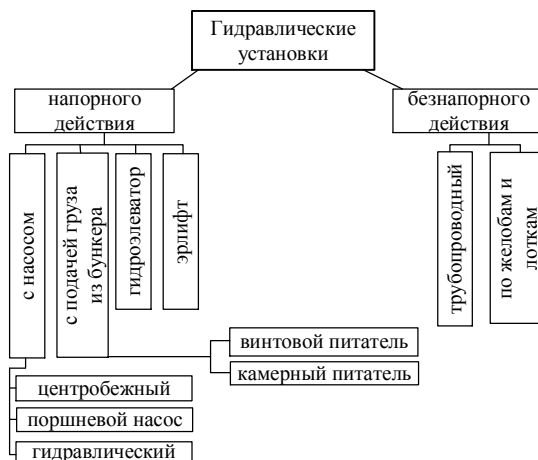 Гидравлические
установки
напорного
действия
безнапорного
действия
с насосом
с подачей груза
из бункера
гидроэлеватор
эрлифт
трубопроводный
по желобам и
лоткам
винтовой питатель
камерный питатель
центробежный
поршневой насос
гидравлический